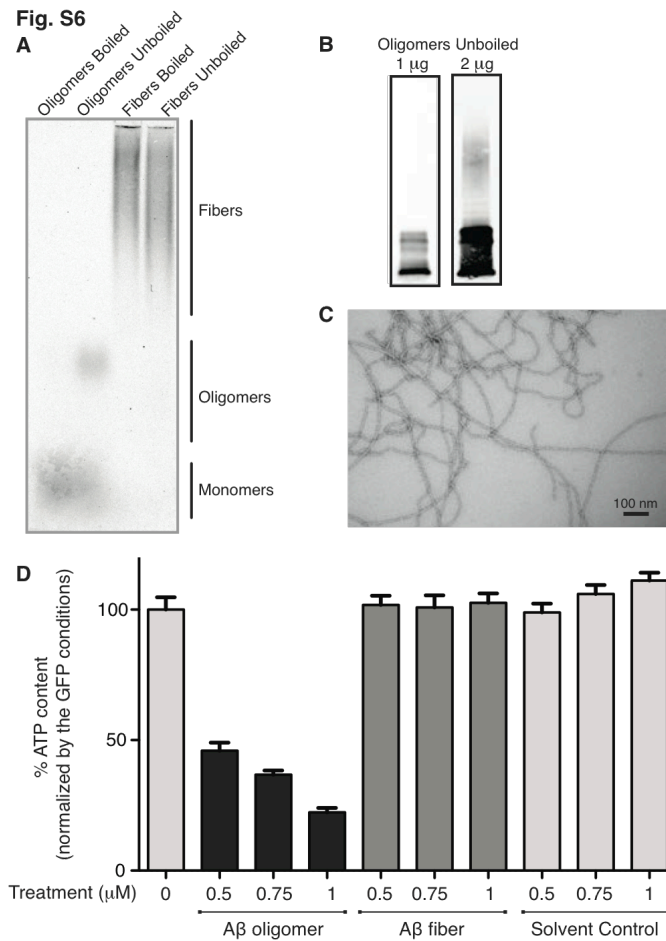 Fig. S6
A
Oligomers Boiled
Oligomers Unboiled
Fibers Boiled
Fibers Unboiled
Fibers
Oligomers
Monomers
B
Oligomers Unboiled
1 μg 2 μg
C
100 nm
D
% ATP content
(normalized by the GFP conditions)
100
50
0
Treatment (μM) 0 0.5 0.75 1 0.5 0.75 1 0.5 0.75 1
Aβ oligomer Aβ fiber Solvent Control